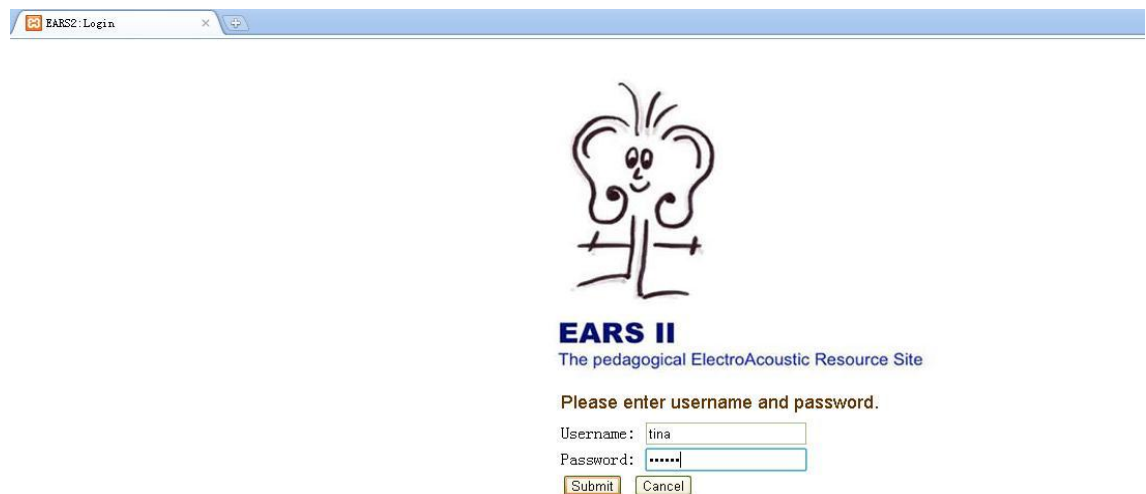 EARS2:Login
EARS II
The pedagogical ElectroAcoustic Resource Site
Please enter username and password.
Username: tina
Password: ••••••
Submit Cancel